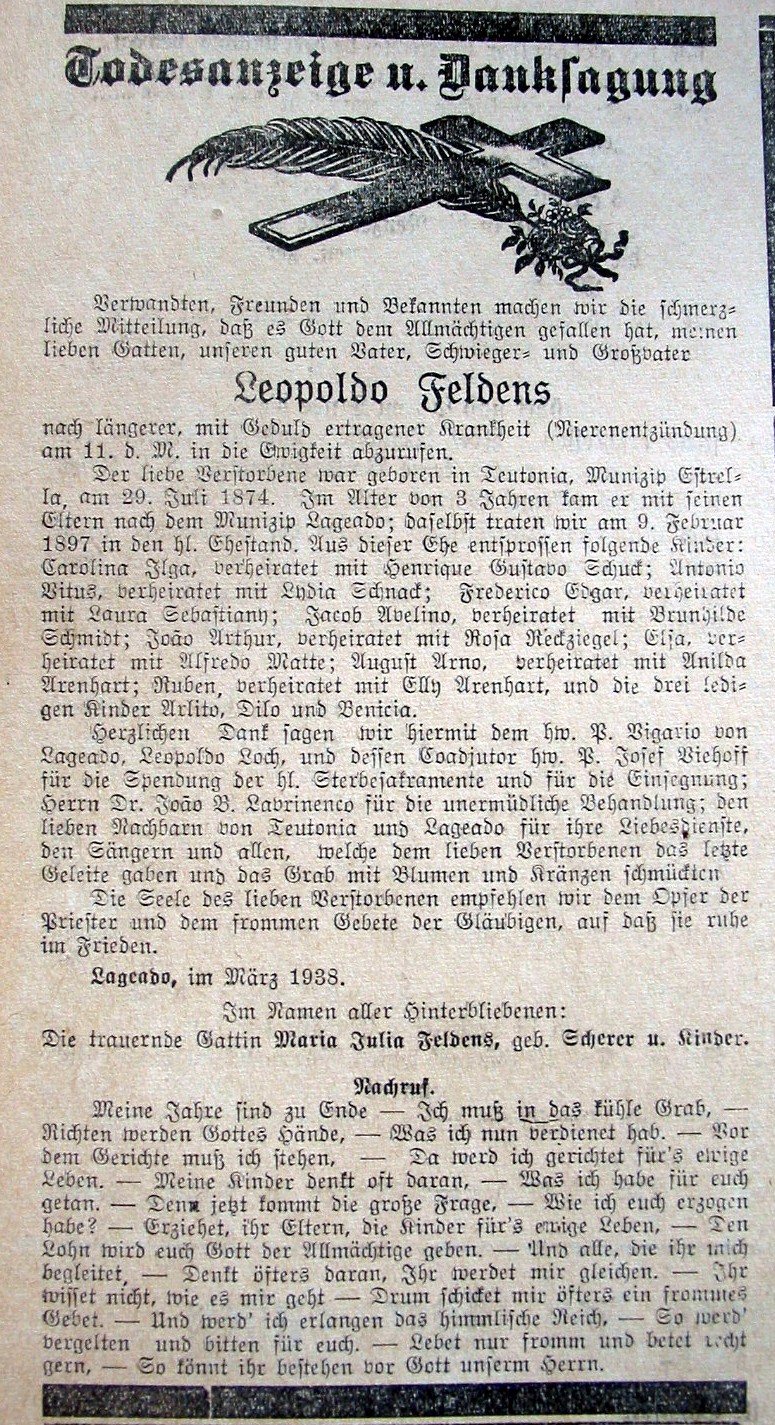 Todesanzeige u. Danksagung
Verwandten, Freunden und Bekannten machen wir die schmerz-
liche Mitteilung, daß es Gott dem Allmächtigen gefallen hat, meinen
lieben Gatten, unseren guten Vater, Schwieger- und Großvater
Leopoldo Feldens
nach längerer, mit Geduld ertragener Krankheit (Nierenentzündung)
am 11. d. M. in die Ewigkeit abzurufen.
Der liebe Verstorbene war geboren in Teutonia, Munizip Estrel-
la, am 29. Juli 1874. Im Alter von 3 Jahren kam er mit seinen
Eltern nach dem Munizip Lageado; daselbst traten wir am 9. Februar
1897 in den hl. Ehestand. Aus dieser Ehe entsprossen folgende Kinder:
Carolina Ilga, verheiratet mit Henrique Gustavo Schuck; Antonio
Vitus, verheiratet mit Lydia Schnack; Frederico Edgar, verheiratet
mit Laura Sebastiany; Jacob Avelino, verheiratet mit Brunhilde
Schmidt; João Arthur, verheiratet mit Rosa Reckziegel; Elsa, ver-
heiratet mit Alfredo Matte; August Arno, verheiratet mit Anilda
Arenhart; Ruben, verheiratet mit Elly Arenhart, und die drei ledi-
gen Kinder Arlito, Dilo und Benicia.
Herzlichen Dank sagen wir hiermit dem hw. P. Vigario von
Lageado, Leopoldo Loch, und dessen Coadjutor hw. P. Josef Viehoff
für die Spendung der hl. Sterbesakramente und für die Einsegnung;
Herrn Dr. João B. Lavrinenco für die unermüdliche Behandlung; den
lieben Nachbarn von Teutonia und Lageado für ihre Liebesdienste,
den Sängern und allen, welche dem lieben Verstorbenen das letzte
Geleite gaben und das Grab mit Blumen und Kränzen schmückten
Die Seele des lieben Verstorbenen empfehlen wir dem Opfer der
Priester und dem frommen Gebete der Gläubigen, auf daß sie ruhe
im Frieden.
Lageado, im März 1938.
Im Namen aller Hinterbliebenen:
Die trauernde Gattin Maria Julia Feldens, geb. Scherer u. Kinder.
Nachruf.
Meine Jahre sind zu Ende — Ich muß in das kühle Grab, —
Richten werden Gottes Hände, — Was ich nun verdienet hab. — Vor
dem Gerichte muß ich stehen, — Da werd ich gerichtet für's ewige
Leben. — Meine Kinder denkt oft daran, — Was ich habe für euch
getan. — Denn jetzt kommt die große Frage, — Wie ich euch erzogen
habe? — Erziehet, ihr Eltern, die Kinder für's ewige Leben, — Den
Lohn wird euch Gott der Allmächtige geben. — Und alle, die ihr mich
begleitet, — Denkt öfters daran, Ihr werdet mir gleichen. — Ihr
wisset nicht, wie es mir geht — Drum schicket mir öfters ein frommes
Gebet. — Und werd' ich erlangen das himmlische Reich, — So werd'
vergelten und bitten für euch. — Lebet nur fromm und betet recht
gern, — So könnt ihr bestehen vor Gott unserm Herrn.